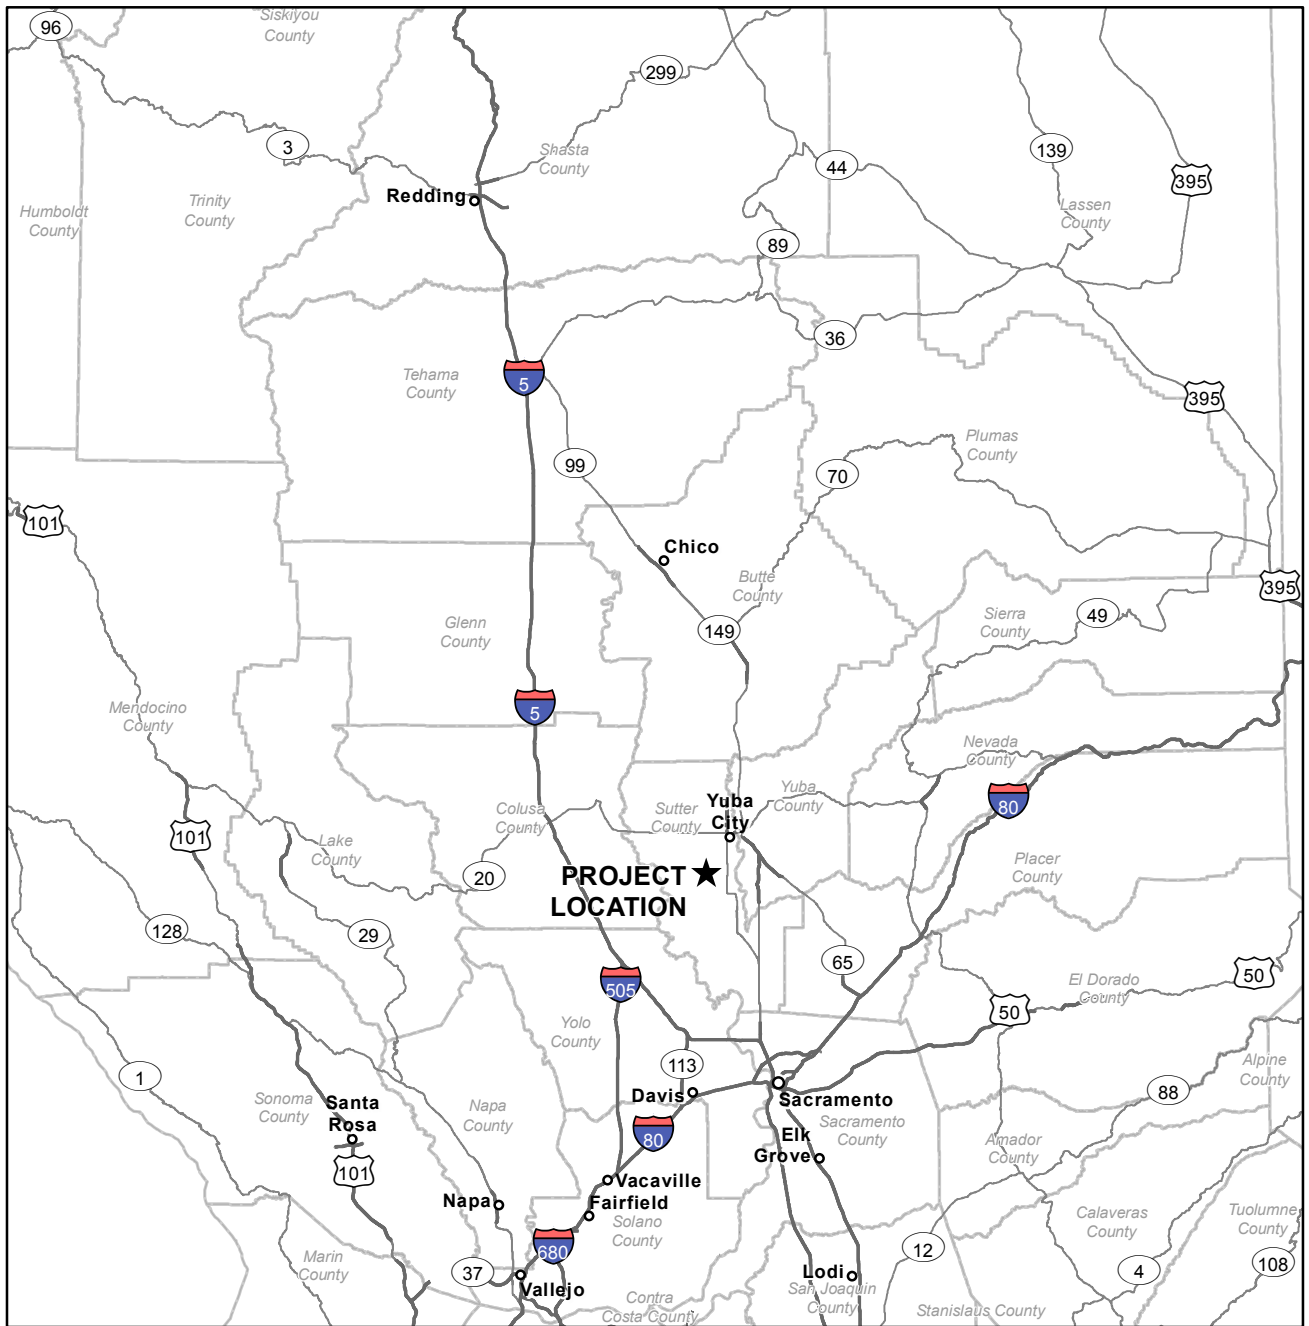 Siskiyou
County
96
299
3
Shasta
County
44
139
395
Redding
Trinity
County
Humboldt
County
Lassen
County
89
36
5
Tehama
County
395
99
Plumas
County
70
101
Chico
Butte
County
395
149
Glenn
County
Sierra
County
49
5
Mendocino
County
Nevada
County
Yuba
County
80
Yuba
City
Sutter
County
Colusa
County
101
Lake
County
Placer
County
20
PROJECT
LOCATION
128
29
65
505
50
El Dorado
County
50
Yolo
County
113
1
Alpine
County
88
Sonoma
County
Santa
Rosa
Napa
County
Davis
Sacramento
Sacramento
County
80
Elk
Grove
Amador
County
101
Vacaville
Napa
Fairfield
Solano
County
Calaveras
County
Tuolumne
County
680
12
Marin
County
37
Vallejo
Lodi
San Joaquin
County
4
108
Contra
Costa County
Stanislaus County